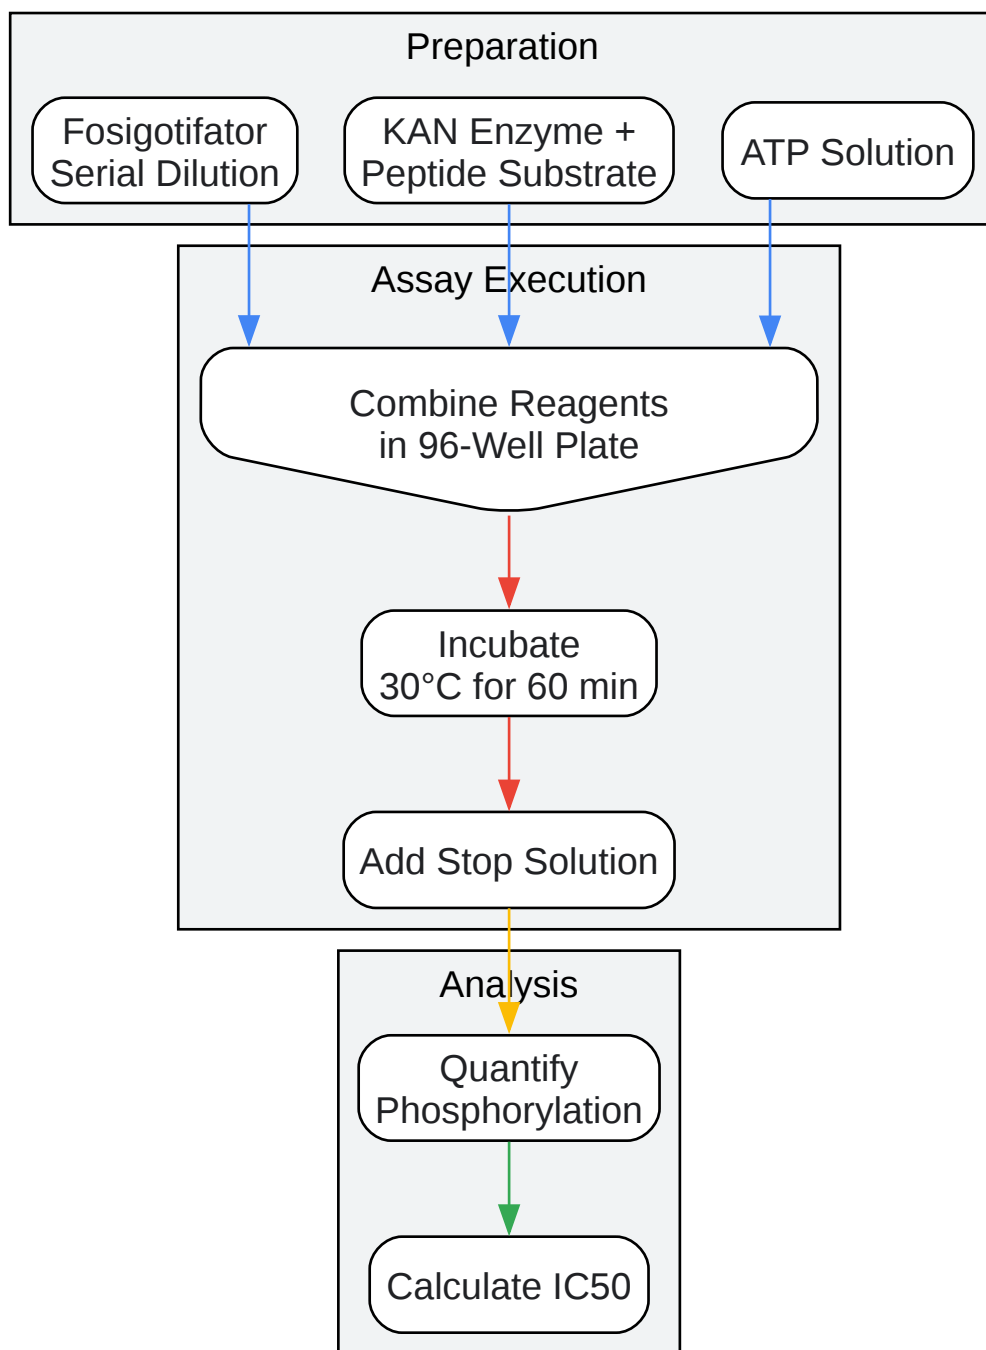 Preparation
Fosigotifator
Serial Dilution
KAN Enzyme +
Peptide Substrate
ATP Solution
Assay Execution
Combine Reagents
in 96-Well Plate
Incubate
30°C for 60 min
Add Stop Solution
Analysis
Quantify
Phosphorylation
Calculate IC50